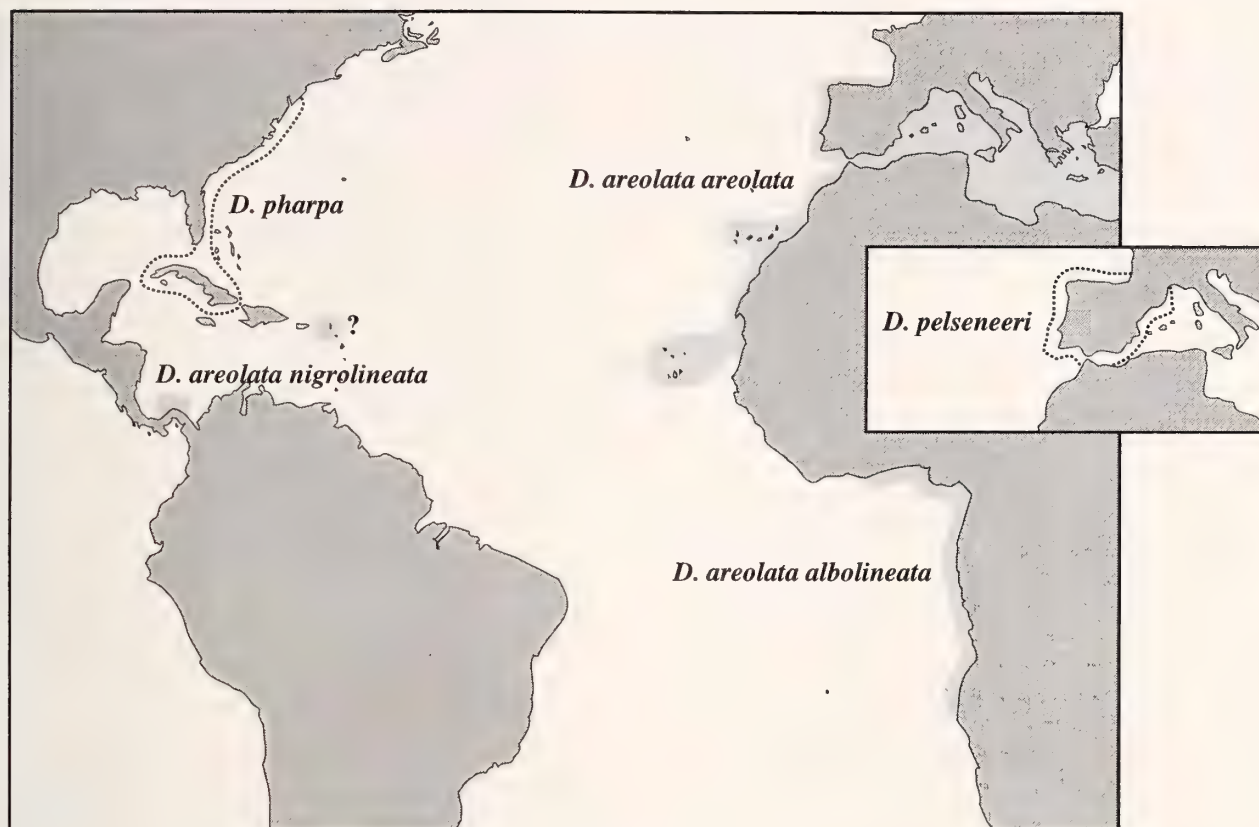 D. areolata areolata
D. pharpa
D. pelseneeri
?
D. areolata nigrolineata
D. areolata albolineata